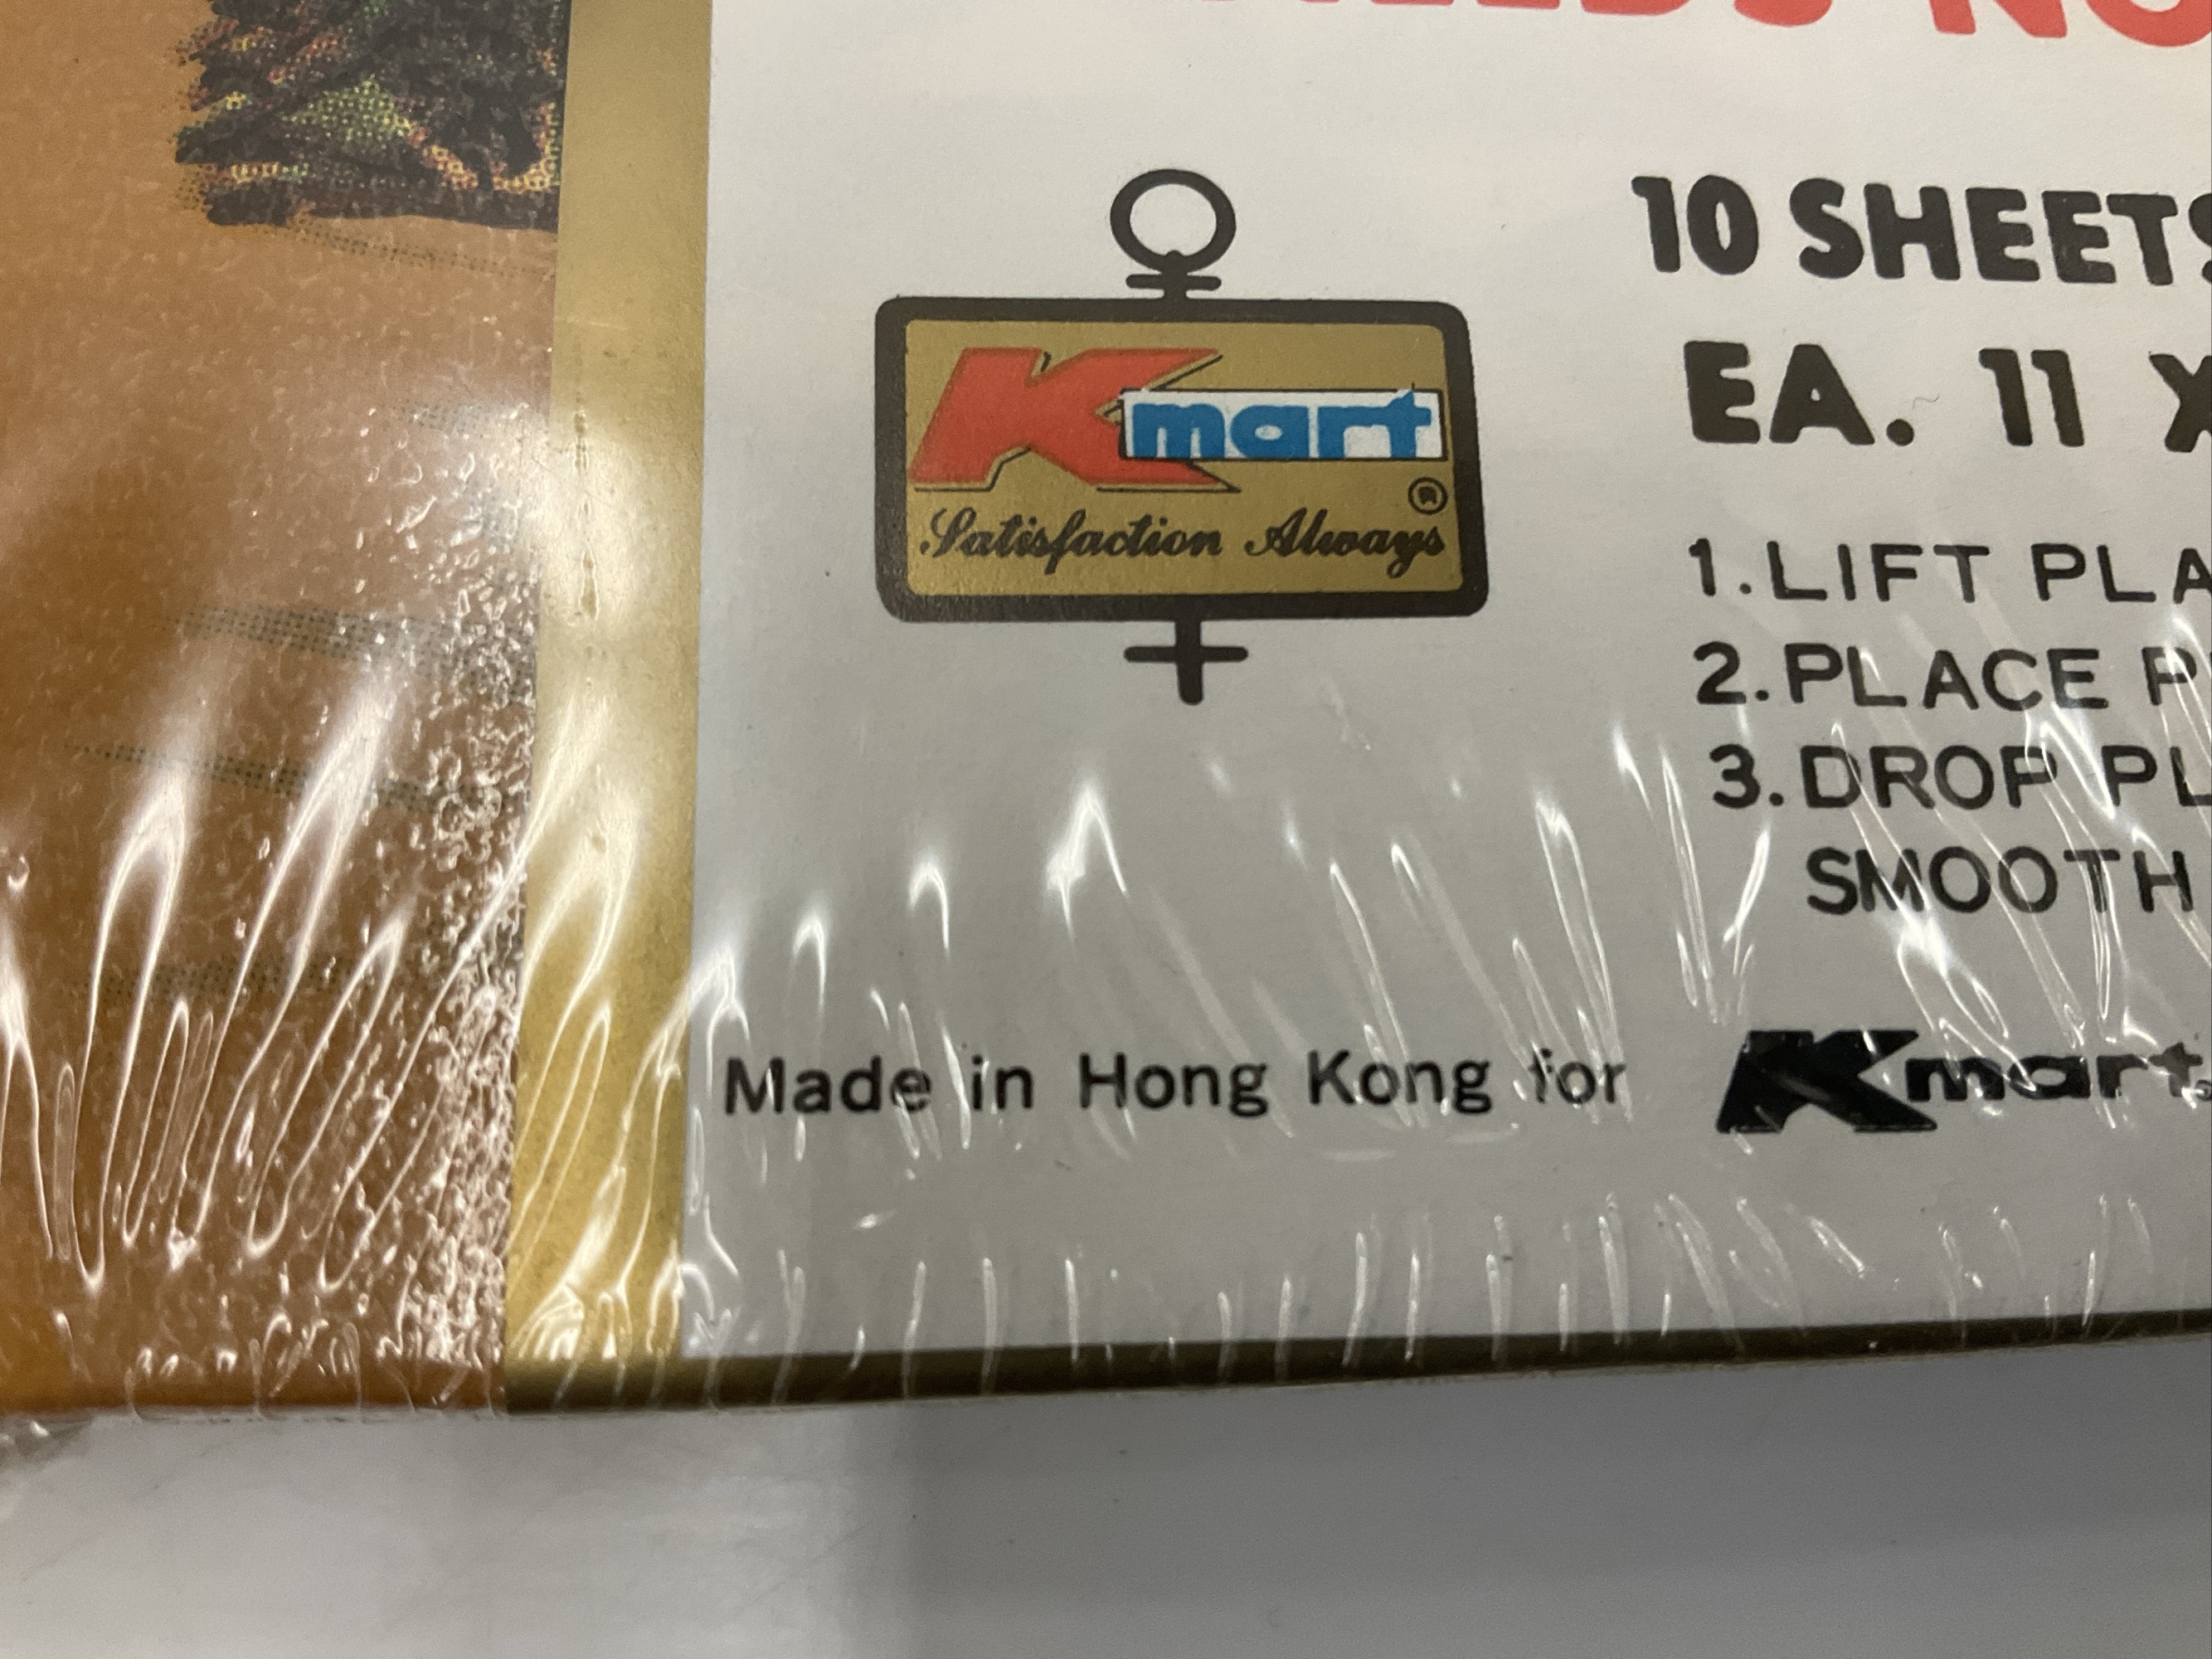 10 SHEETS
EA. 11 X
Kmart ®
Satisfaction Always
1. LIFT PLA
2. PLACE P
3. DROP PL
SMOOTH
Made in Hong Kong for Kmart